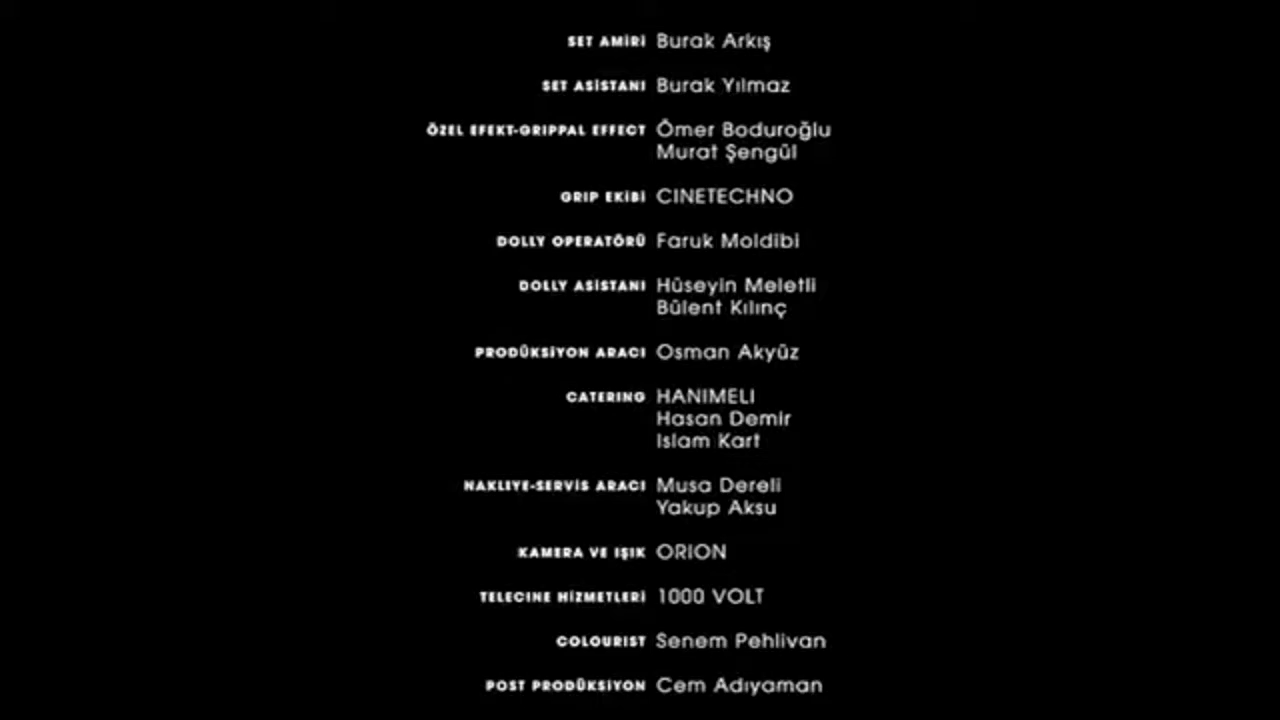 SET AMİRİ Burak Arkış
SET ASİSTANI Burak Yılmaz
ÖZEL EFEKT-GRIPPAL EFFECT Ömer Boduroğlu
Murat Şengül
GRIP EKİBİ CINETECHNO
DOLLY OPERATÖRÜ Faruk Moldibi
DOLLY ASİSTANI Hüseyin Meletli
Bülent Kılınç
PRODÜKSİYON ARACI Osman Akyüz
CATERING HANIMELI
Hasan Demir
Islam Kart
NAKLIYE-SERVİS ARACI Musa Dereli
Yakup Aksu
KAMERA VE IŞIK ORION
TELECINE HİZMETLERİ 1000 VOLT
COLOURIST Senem Pehlivan
POST PRODÜKSİYON Cem Adıyaman